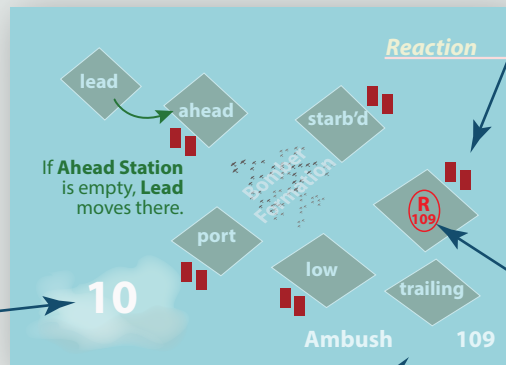 Reaction
lead
ahead
starb'd
If Ahead Station
is empty, Lead
moves there.
Bomber
Formation
R
109
port
low
trailing
10
Ambush 109